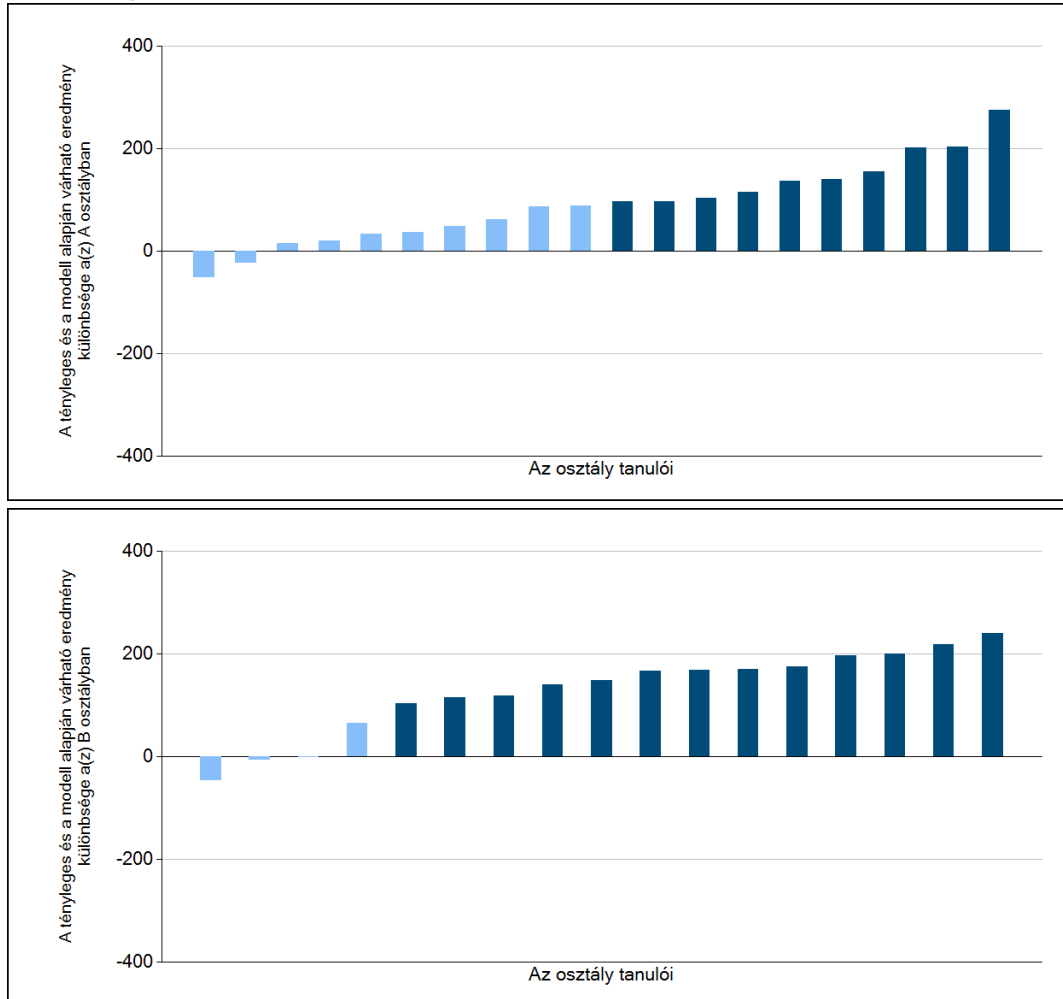 A tényleges és a modell alapján várható eredmény
különbsége a(z) A osztályban
400
200
0
-200
-400
Az osztály tanulói
A tényleges és a modell alapján várható eredmény
különbsége a(z) B osztályban
400
200
0
-200
-400
Az osztály tanulói